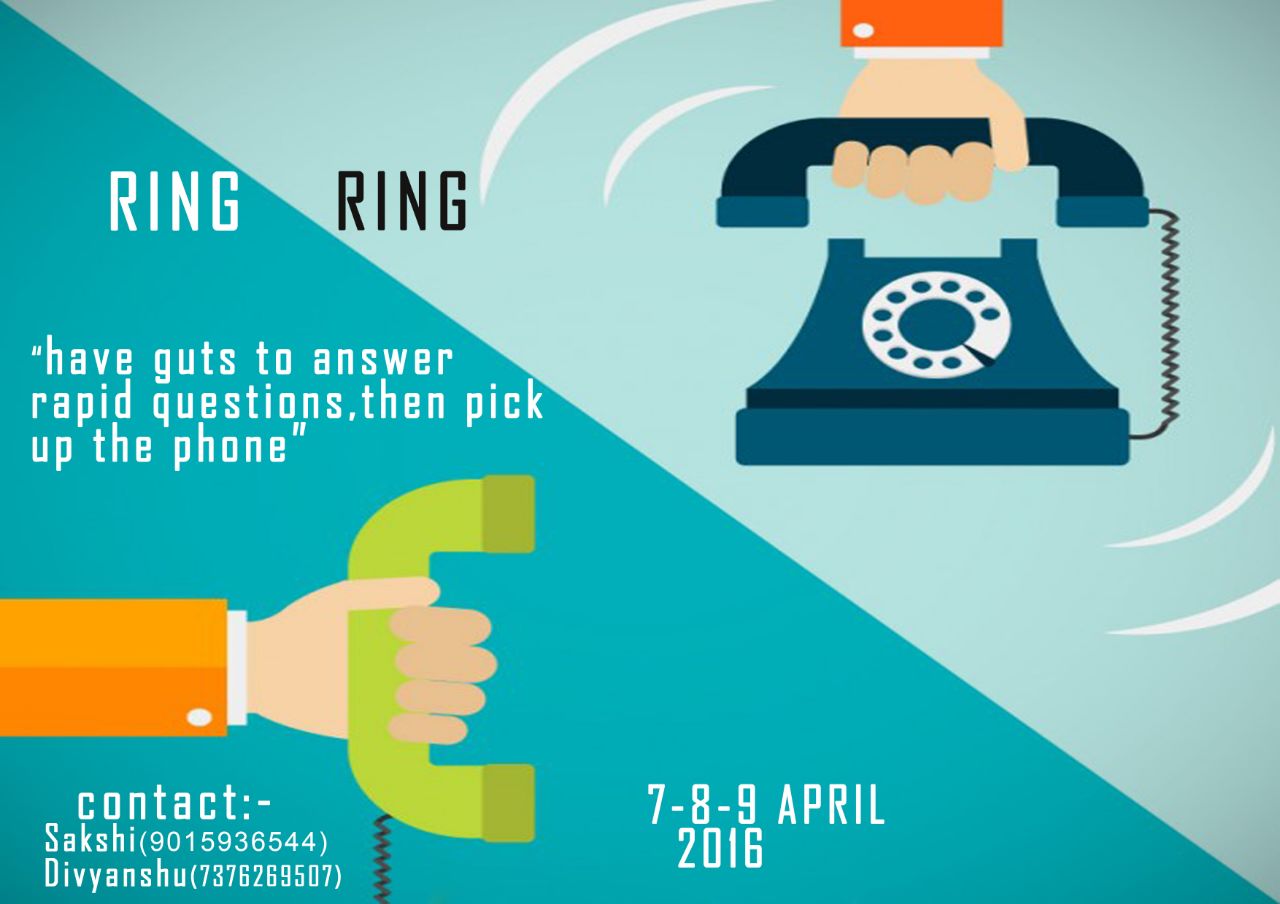 RING RING
“have guts to answer
rapid questions,then pick
up the phone”
contact:-
Sakshi(9015936544)
Divyanshu(7376269507)
7-8-9 APRIL
2016